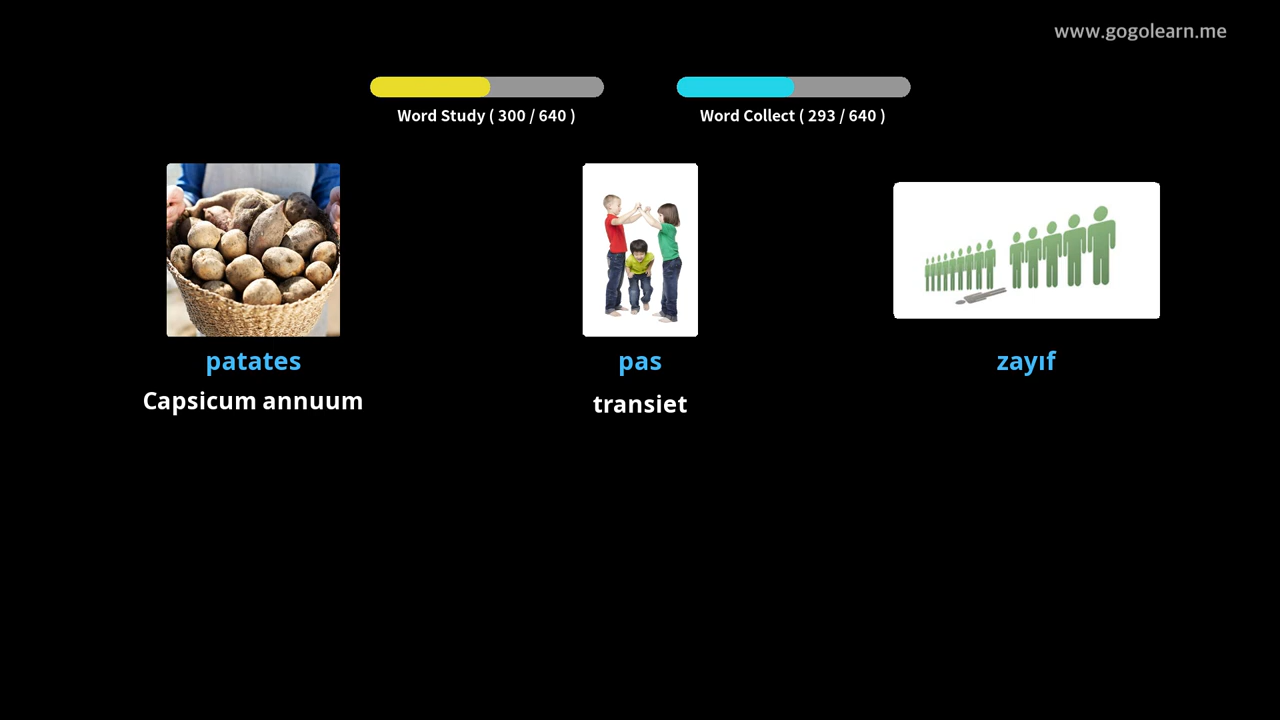 www.gogolearn.me
Word Study ( 300 / 640 )
Word Collect ( 293 / 640 )
patates
pas
zayıf
Capsicum annuum
transiet